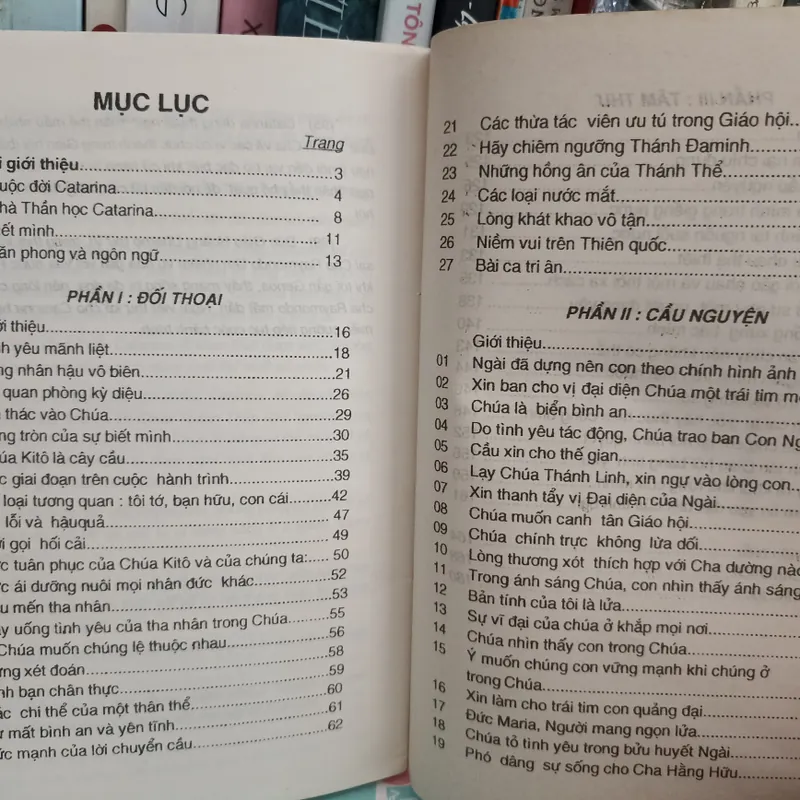 TỔN
MỤC LỤC
Trang
i giới thiệu..... 3
uộc đời Catarina..... 4
hà Thần học Catarina..... 8
ết mình..... 11
ăn phong và ngôn ngữ..... 13
PHẦN I : ĐỐI THOẠI
ới thiệu..... 16
h yêu mãnh liệt..... 18
ng nhân hậu vô biên..... 21
quan phòng kỳ diệu..... 26
thác vào Chúa..... 29
ng tròn của sự biết mình..... 30
úa Kitô là cây cầu..... 35
c giai đoạn trên cuộc hành trình..... 39
loại tương quan : tôi tớ, bạn hữu, con cái..... 42
lỗi và hậuquả..... 47
ời gọi hối cải..... 49
ức tuân phục của Chúa Kitô và của chúng ta:.... 50
ức ái dưỡng nuôi mọi nhân đức khác..... 52
u mến tha nhân..... 53
y uống tình yêu của tha nhân trong Chúa..... 55
Chúa muốn chúng lệ thuộc nhau..... 56
ừng xét đoán..... 58
nh bạn chân thực..... 59
ác chi thể của một thân thể..... 60
ự mất bình an và yên tĩnh..... 61
ức mạnh của lời chuyển cầu..... 62
21 Các thừa tác viên ưu tú trong Giáo hội...
22 Hãy chiêm ngưỡng Thánh Đaminh.....
23 Những hồng ân của Thánh Thể.....
24 Các loại nước mắt.....
25 Lòng khát khao vô tận.....
26 Niềm vui trên Thiên quốc.....
27 Bài ca tri ân.....
PHẦN II : CẦU NGUYỆN
Giới thiệu.....
01 Ngài đã dựng nên con theo chính hình ảnh
02 Xin ban cho vị đại diện Chúa một trái tim mớ
03 Chúa là biển bình an.....
04 Do tình yêu tác động, Chúa trao ban Con Ng
05 Cầu xin cho thế gian.....
06 Lạy Chúa Thánh Linh, xin ngự vào lòng con....
07 Xin thanh tẩy vị Đại diện của Ngài.....
08 Chúa muốn canh tân Giáo hội.....
09 Chúa chính trực không lừa dối.....
10 Lòng thương xót thích hợp với Cha dường nào
11 Trong ánh sáng Chúa, con nhìn thấy ánh sáng
12 Bản tính của tôi là lửa.....
13 Sự vĩ đại của chúa ở khắp mọi nơi.....
14 Chúa nhìn thấy con trong Chúa.....
15 Ý muốn chúng con vững mạnh khi chúng ở
trong Chúa.....
16 Xin làm cho trái tim con quảng đại.....
17 Đức Maria, Người mang ngọn lửa.....
18 Chúa tỏ tình yêu trong bửu huyết Ngài.....
19 Phó dâng sự sống cho Cha Hằng Hữu.....